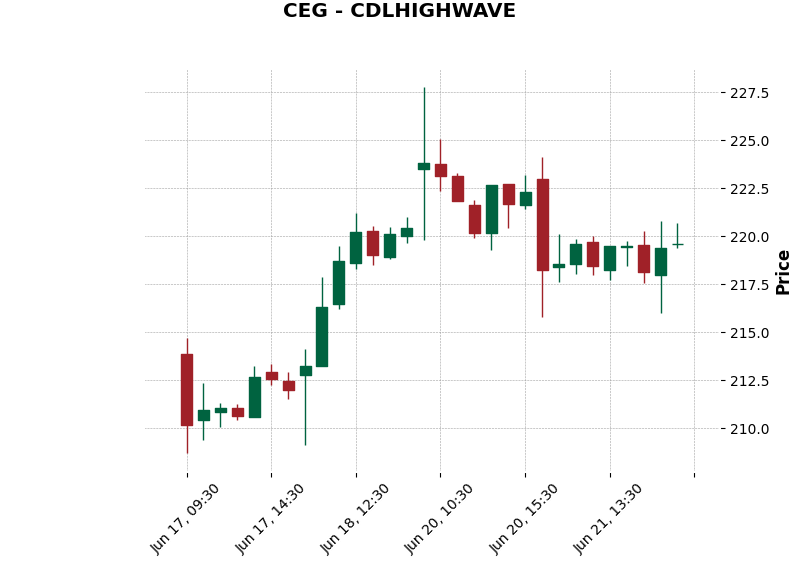 CEG - CDLHIGHWAVE
227.5
225.0
222.5
220.0
217.5
215.0
212.5
210.0
Price
Jun 17, 09:30
Jun 17, 14:30
Jun 18, 12:30
Jun 20, 10:30
Jun 20, 15:30
Jun 21, 13:30